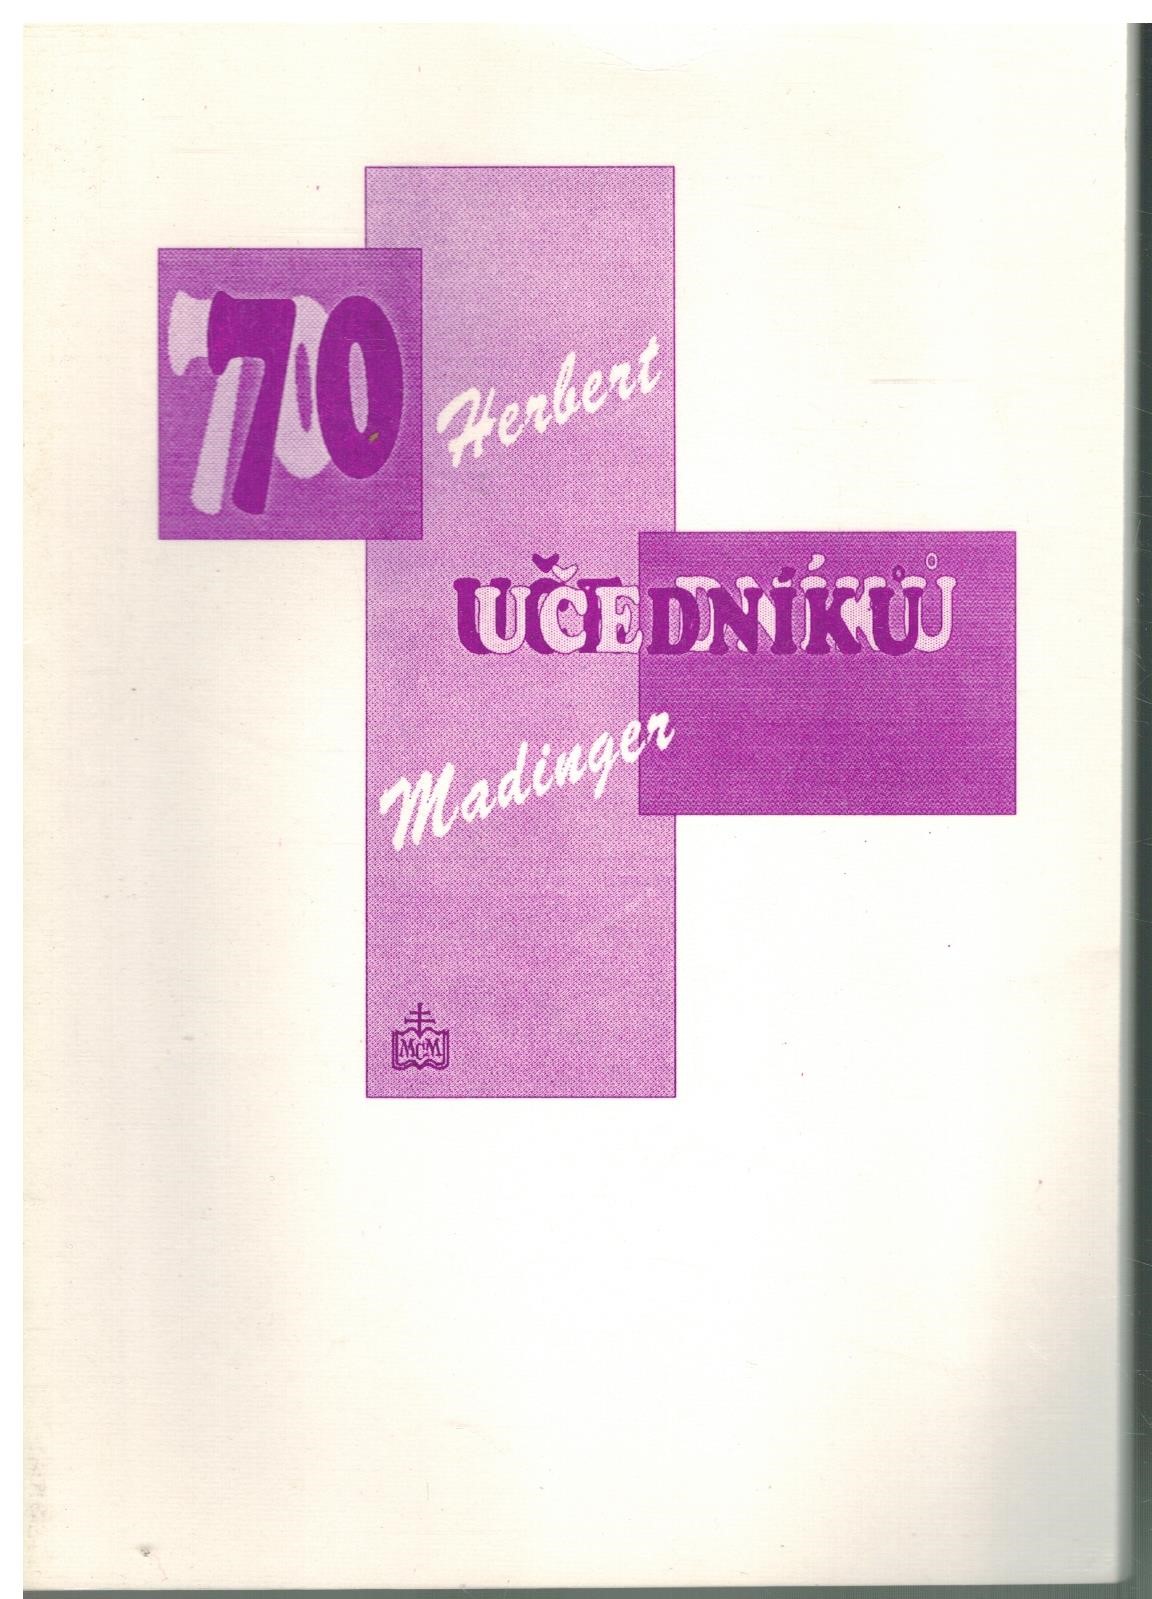 70
Herbert
UČEDNÍKŮ
Madinger
MCM